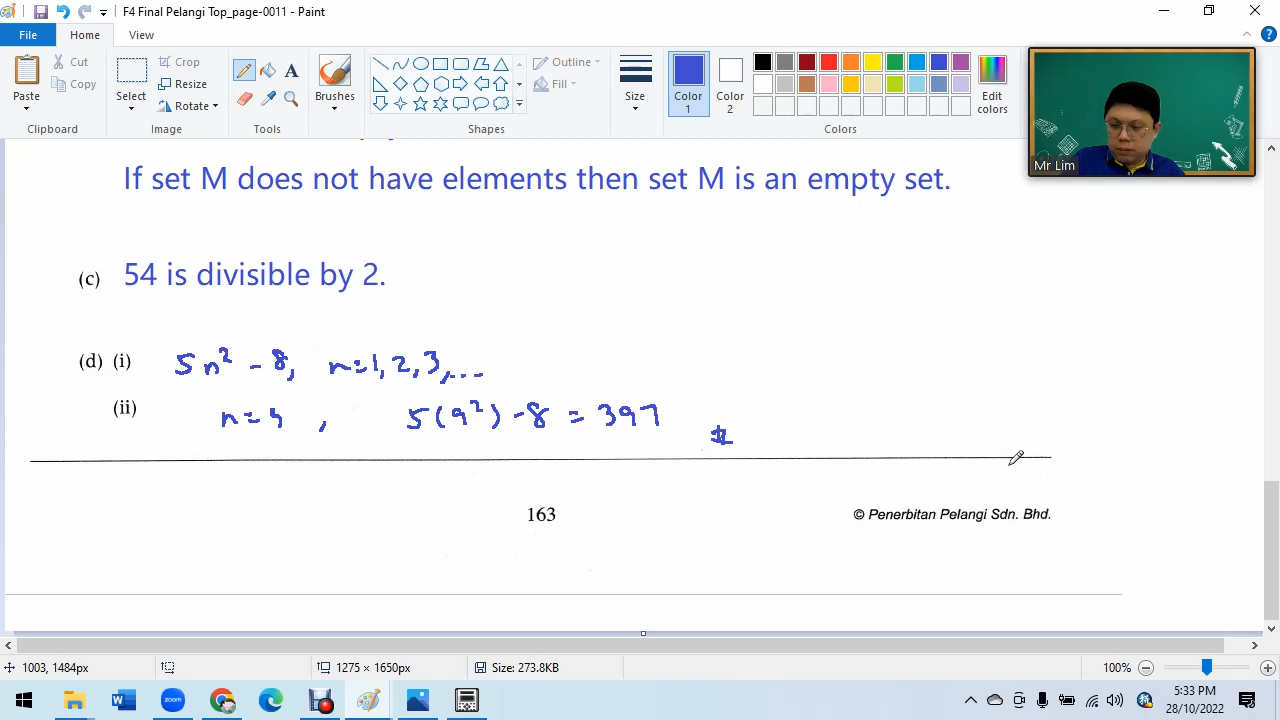 F4 Final Pelangi Top_page-0011 - Paint
File Home View
Paste Cut Copy Select Crop Resize Rotate A Brushes Outline Fill Size Color 1 Color 2 Edit colors
Clipboard Image Tools Shapes Colors
Mr Lim
If set M does not have elements then set M is an empty set.
(c) 54 is divisible by 2.
(d) (i) 5n² - 8, n=1,2,3,...
(ii) n=9, 5(9²) - 8 = 397
163
© Penerbitan Pelangi Sdn. Bhd.
1003, 1484px 1275 × 1650px Size: 273.8KB 100%
zoom
5:33 PM
28/10/2022